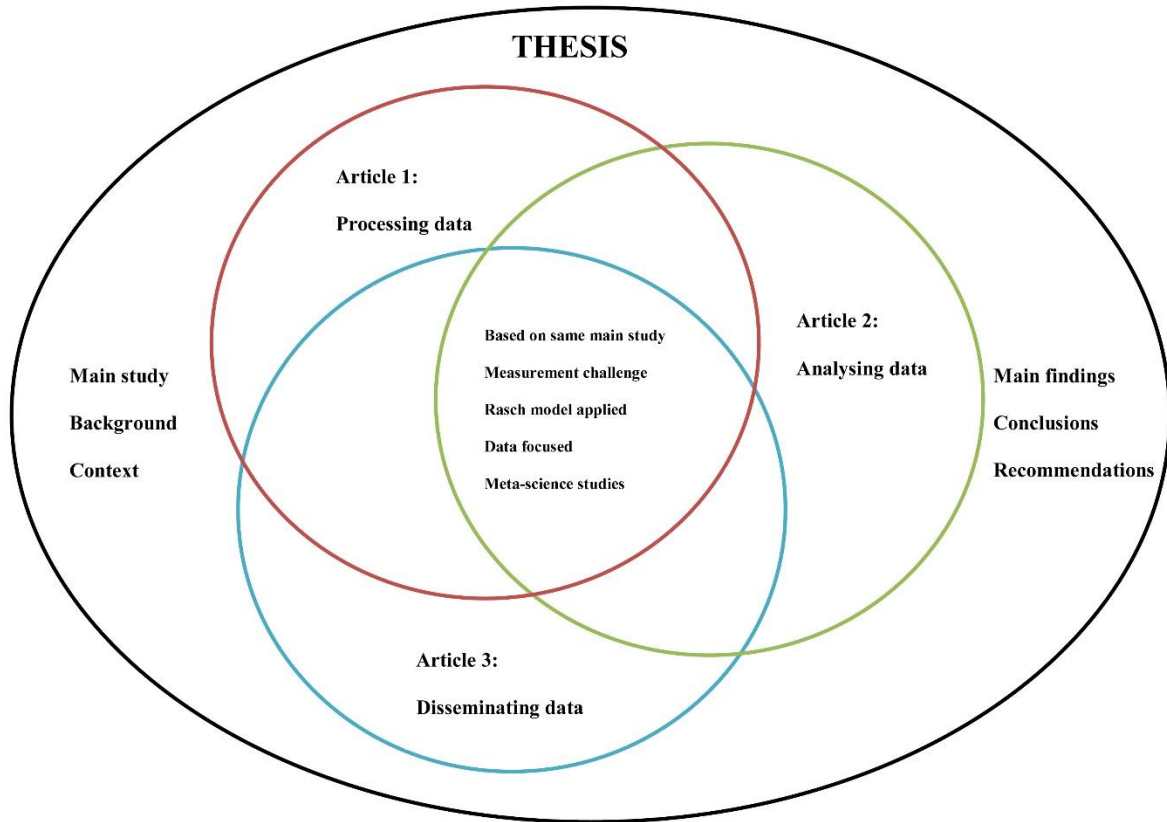 THESIS
Article 1:
Processing data
Based on same main study
Measurement challenge
Rasch model applied
Data focused
Meta-science studies
Article 2:
Analysing data
Main study
Background
Context
Main findings
Conclusions
Recommendations
Article 3:
Disseminating data